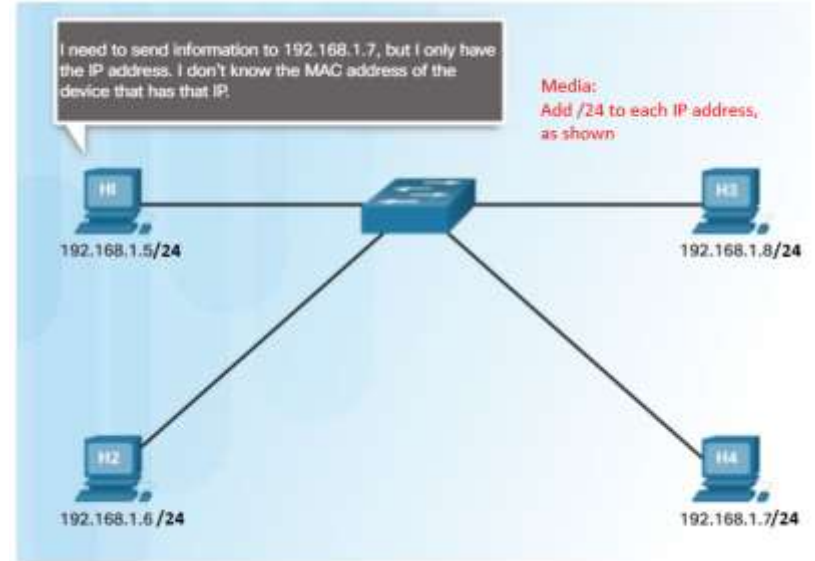 I need to send information to 192.168.1.7, but I only have
the IP address. I don't know the MAC address of the
device that has that IP.
Media:
Add /24 to each IP address,
as shown
H1
H3
192.168.1.5/24
192.168.1.8/24
H2
H4
192.168.1.6 /24
192.168.1.7/24